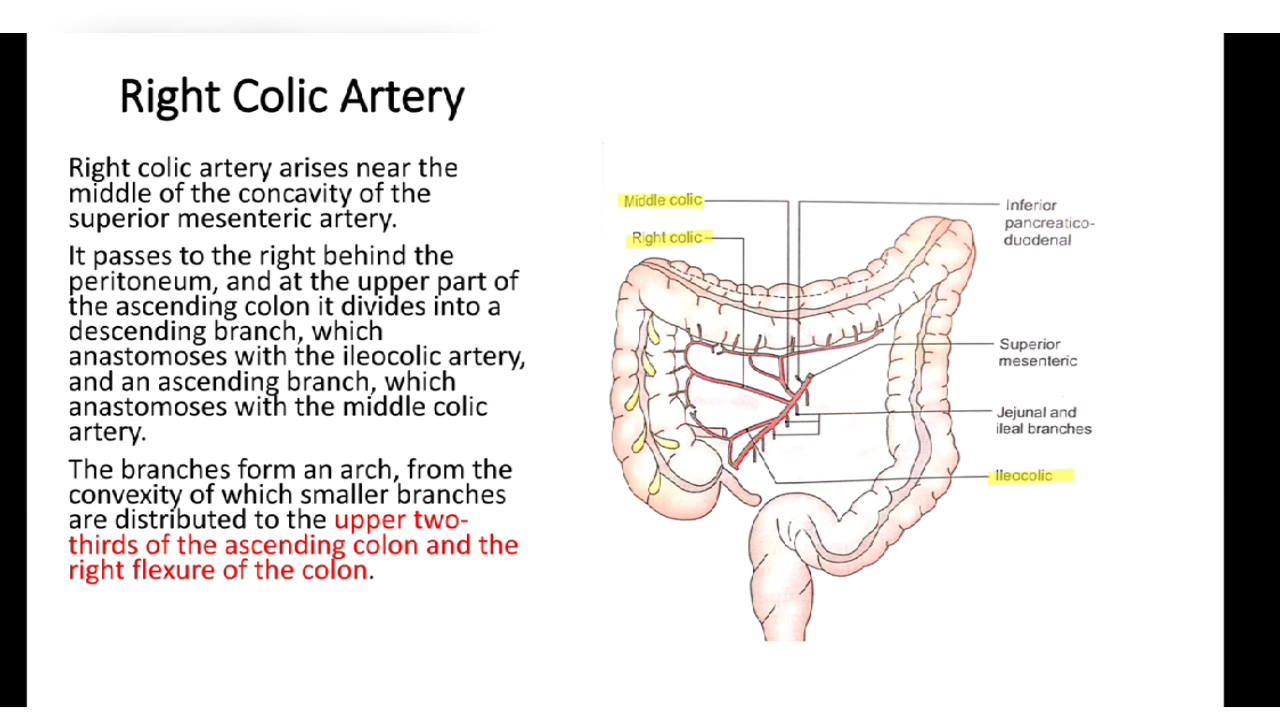 Right Colic Artery
Right colic artery arises near the
middle of the concavity of the
superior mesenteric artery.
It passes to the right behind the
peritoneum, and at the upper part of
the ascending colon it divides into a
descending branch, which
anastomoses with the ileocolic artery,
and an ascending branch, which
anastomoses with the middle colic
artery.
The branches form an arch, from the
convexity of which smaller branches
are distributed to the upper two-
thirds of the ascending colon and the
right flexure of the colon.
Middle colic
Right colic
Inferior
pancreatico-
duodenal
Superior
mesenteric
Jejunal and
ileal branches
Ileocolic